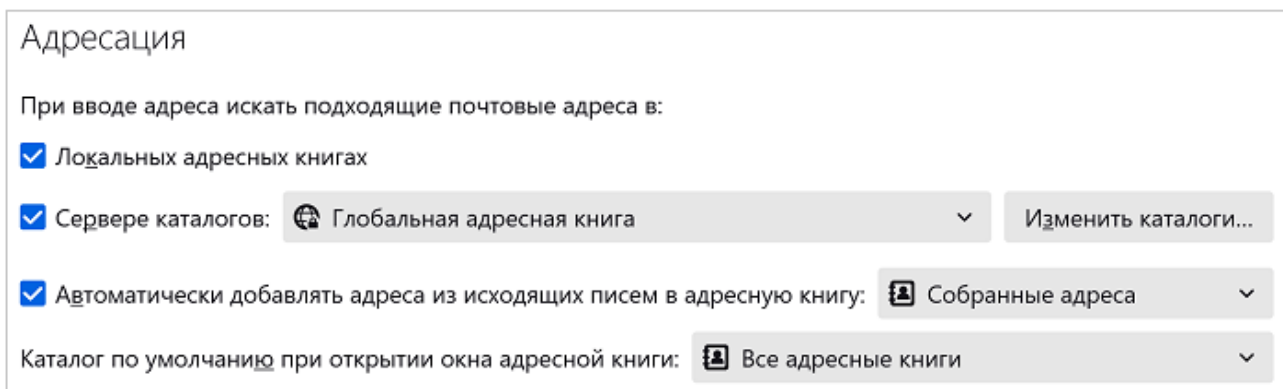 Адресация
При вводе адреса искать подходящие почтовые адреса в:
Локальных адресных книгах
Сервере каталогов: Глобальная адресная книга Изменить каталоги...
Автоматически добавлять адреса из исходящих писем в адресную книгу: Собранные адреса
Каталог по умолчанию при открытии окна адресной книги: Все адресные книги